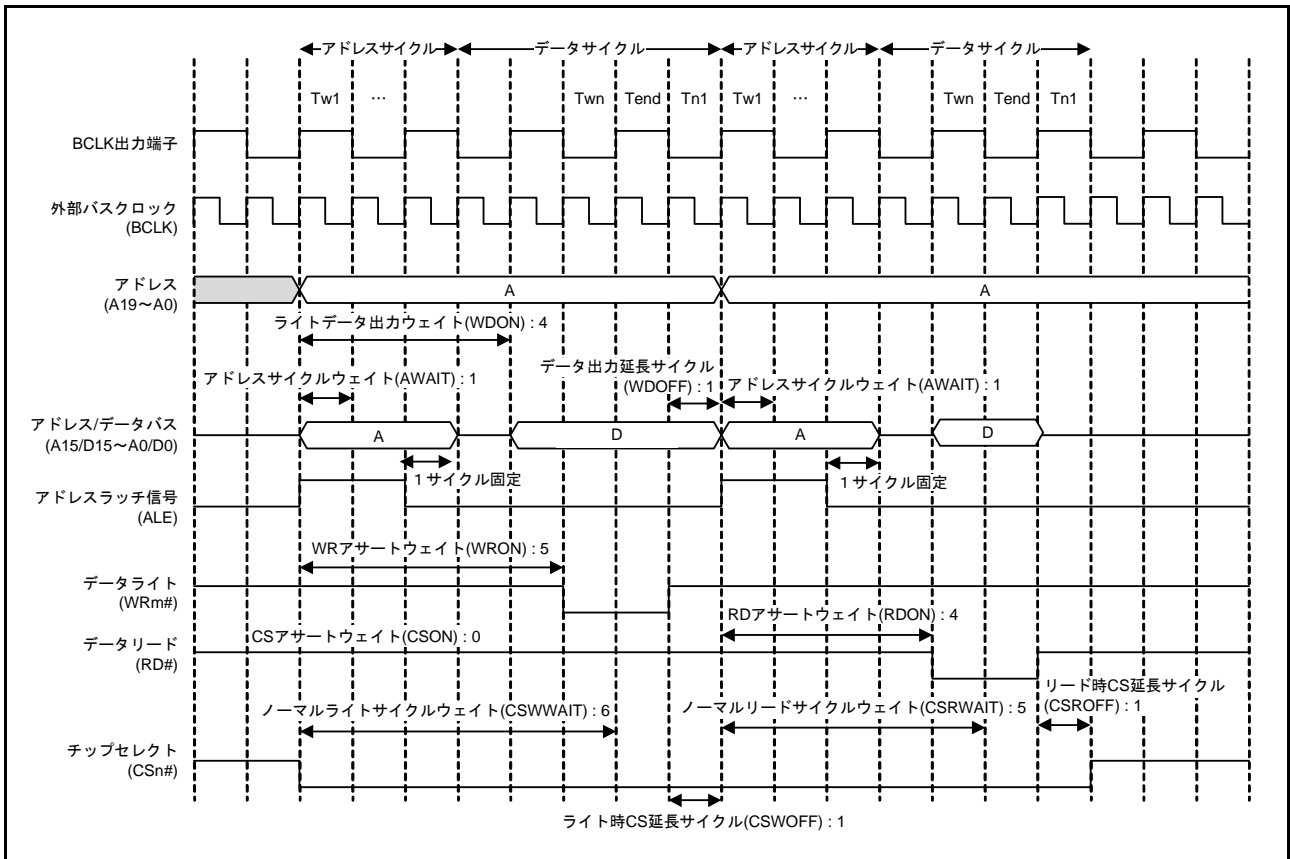 アドレスサイクル データサイクル アドレスサイクル データサイクル
Tw1 … Twn Tend Tn1 Tw1 … Twn Tend Tn1
BCLK出力端子
外部バスクロック
(BCLK)
アドレス
(A19~A0)
A A
ライトデータ出力ウェイト(WDON) : 4
データ出力延長サイクル
(WDOFF) : 1
アドレスサイクルウェイト(AWAIT) : 1
アドレスサイクルウェイト(AWAIT) : 1
アドレス/データバス
(A15/D15~A0/D0)
A D A D
1サイクル固定 1サイクル固定
アドレスラッチ信号
(ALE)
WRアサートウェイト(WRON) : 5
データライト
(WRm#)
RDアサートウェイト(RDON) : 4
CSアサートウェイト(CSON) : 0
データリード
(RD#)
リード時CS延長サイクル
(CSROFF) : 1
ノーマルライトサイクルウェイト(CSWWAIT) : 6 ノーマルリードサイクルウェイト(CSRWAIT) : 5
チップセレクト
(CSn#)
ライト時CS延長サイクル(CSWOFF) : 1